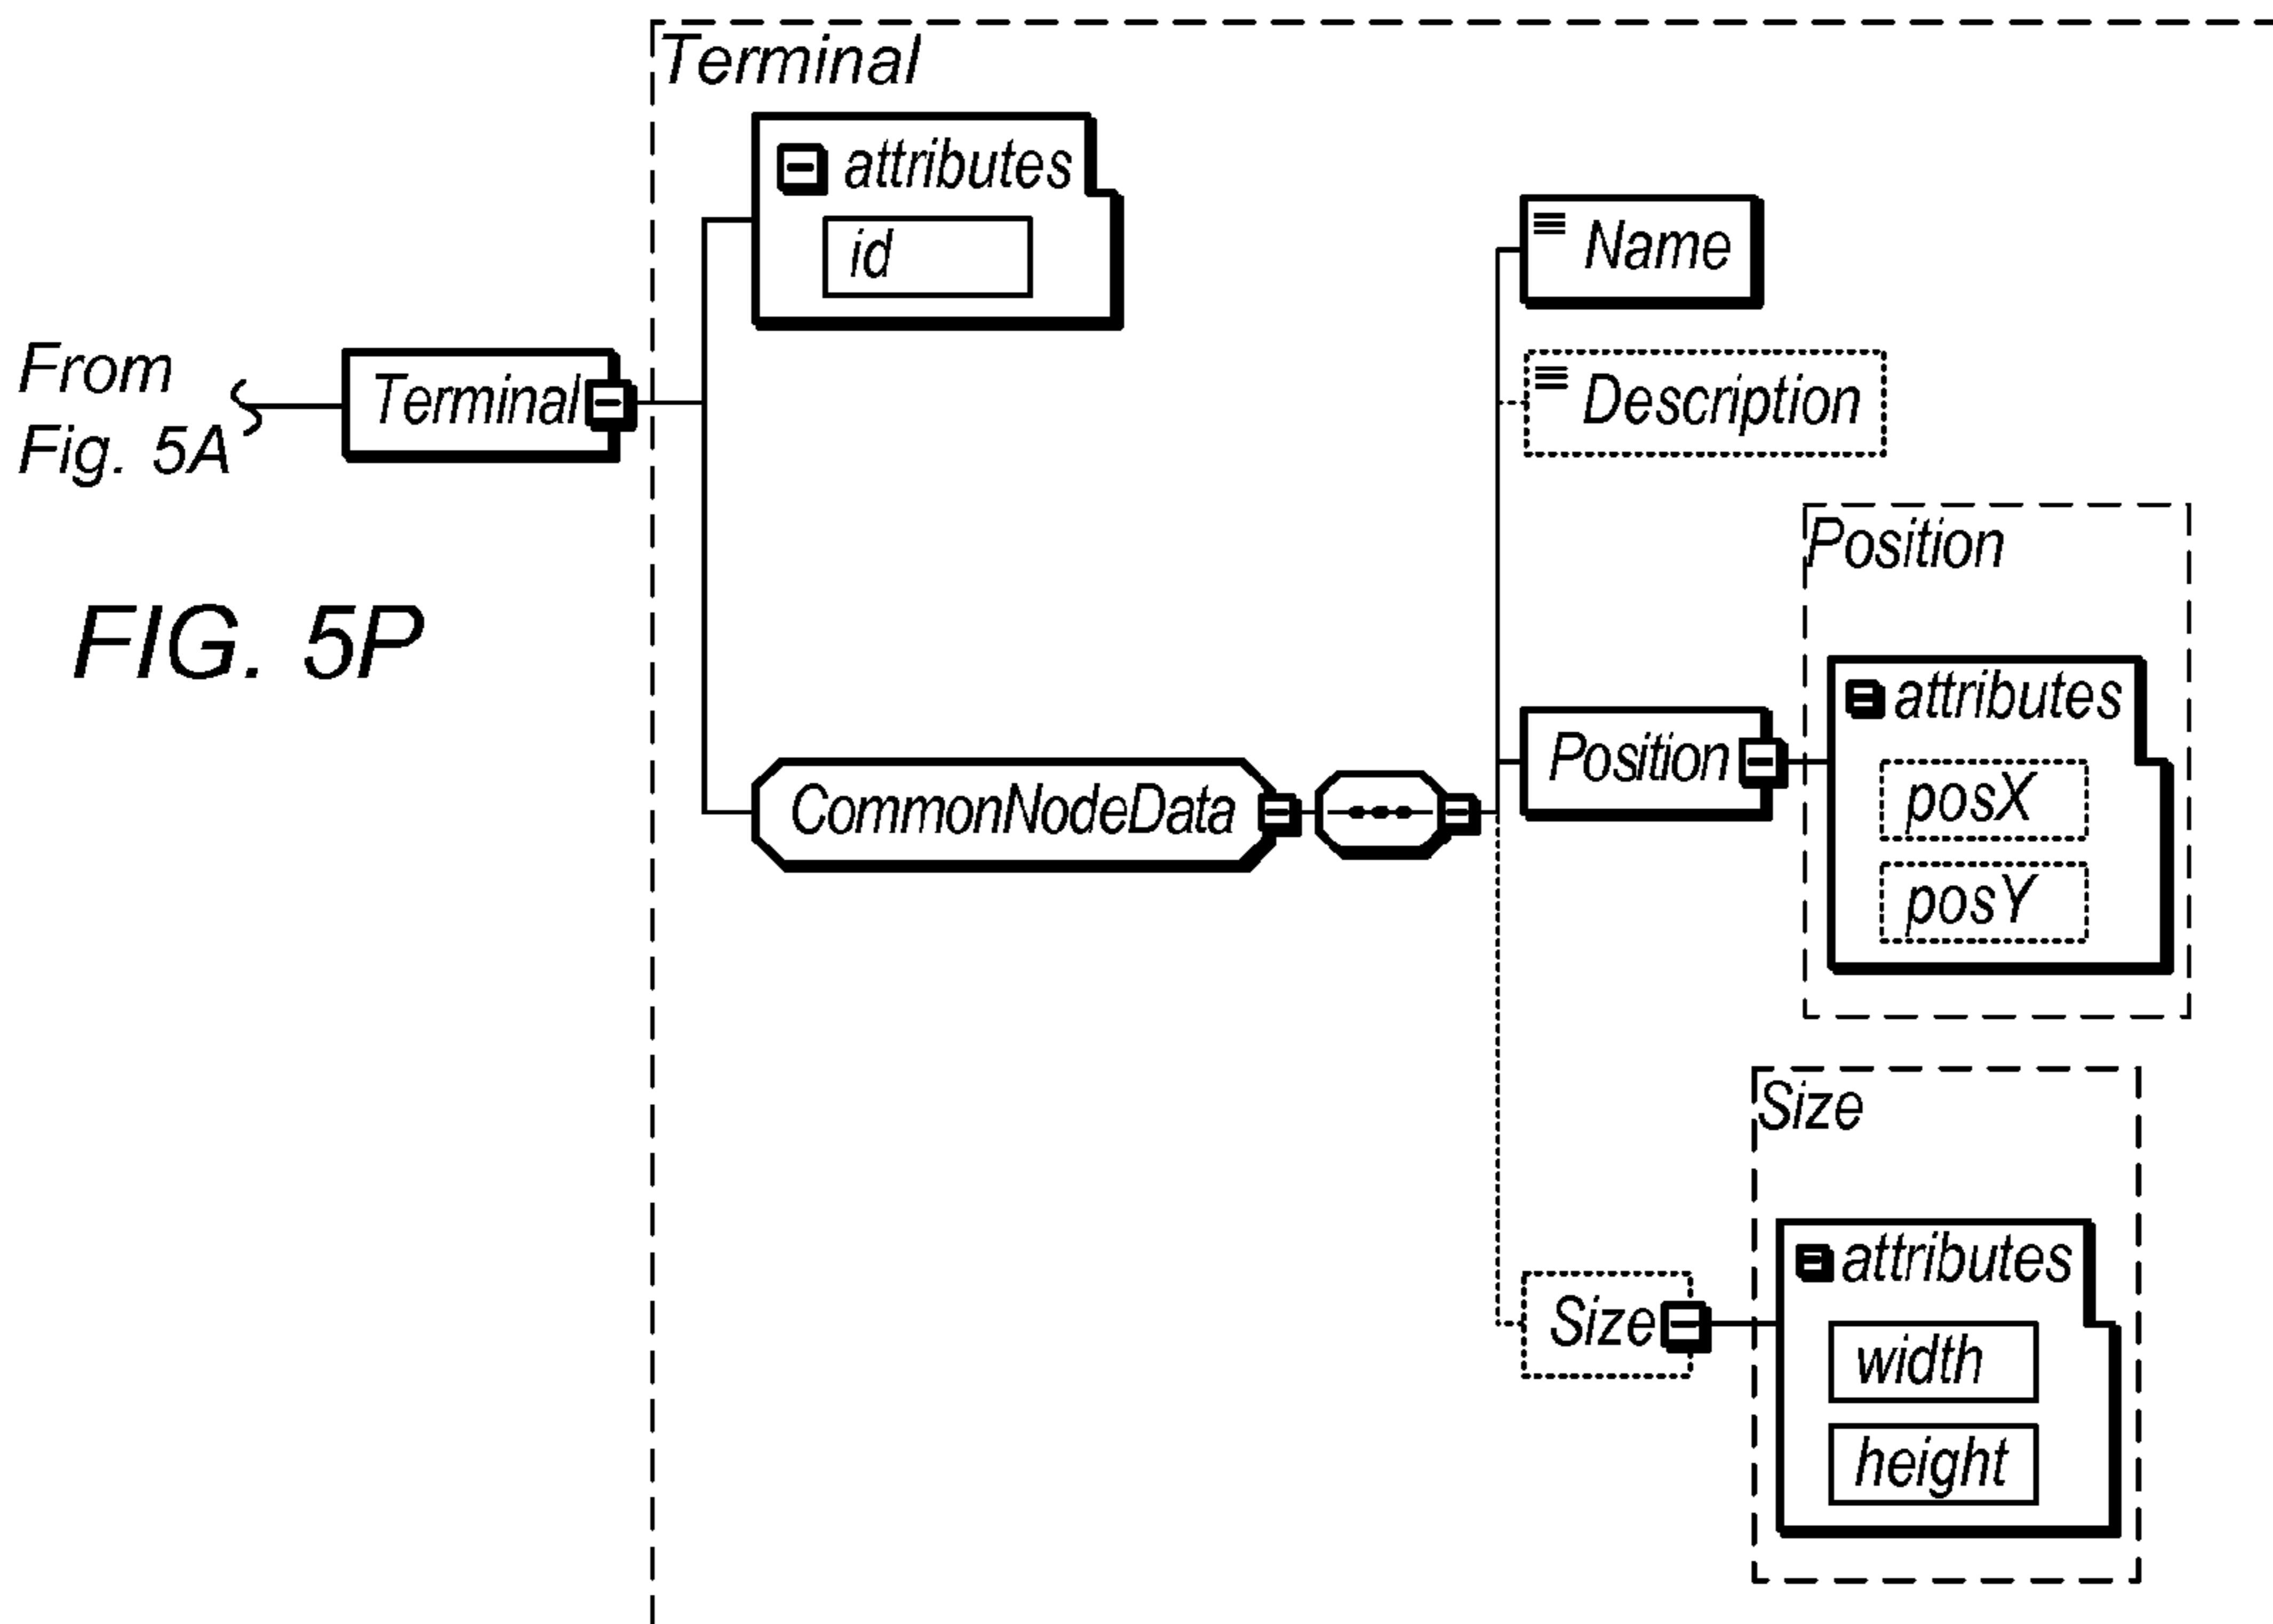 Terminal
attributes
id
From
Fig. 5A
Terminal
FIG. 5P
CommonNodeData
Name
Description
Position
Position
attributes
posX
posY
Size
Size
attributes
width
height